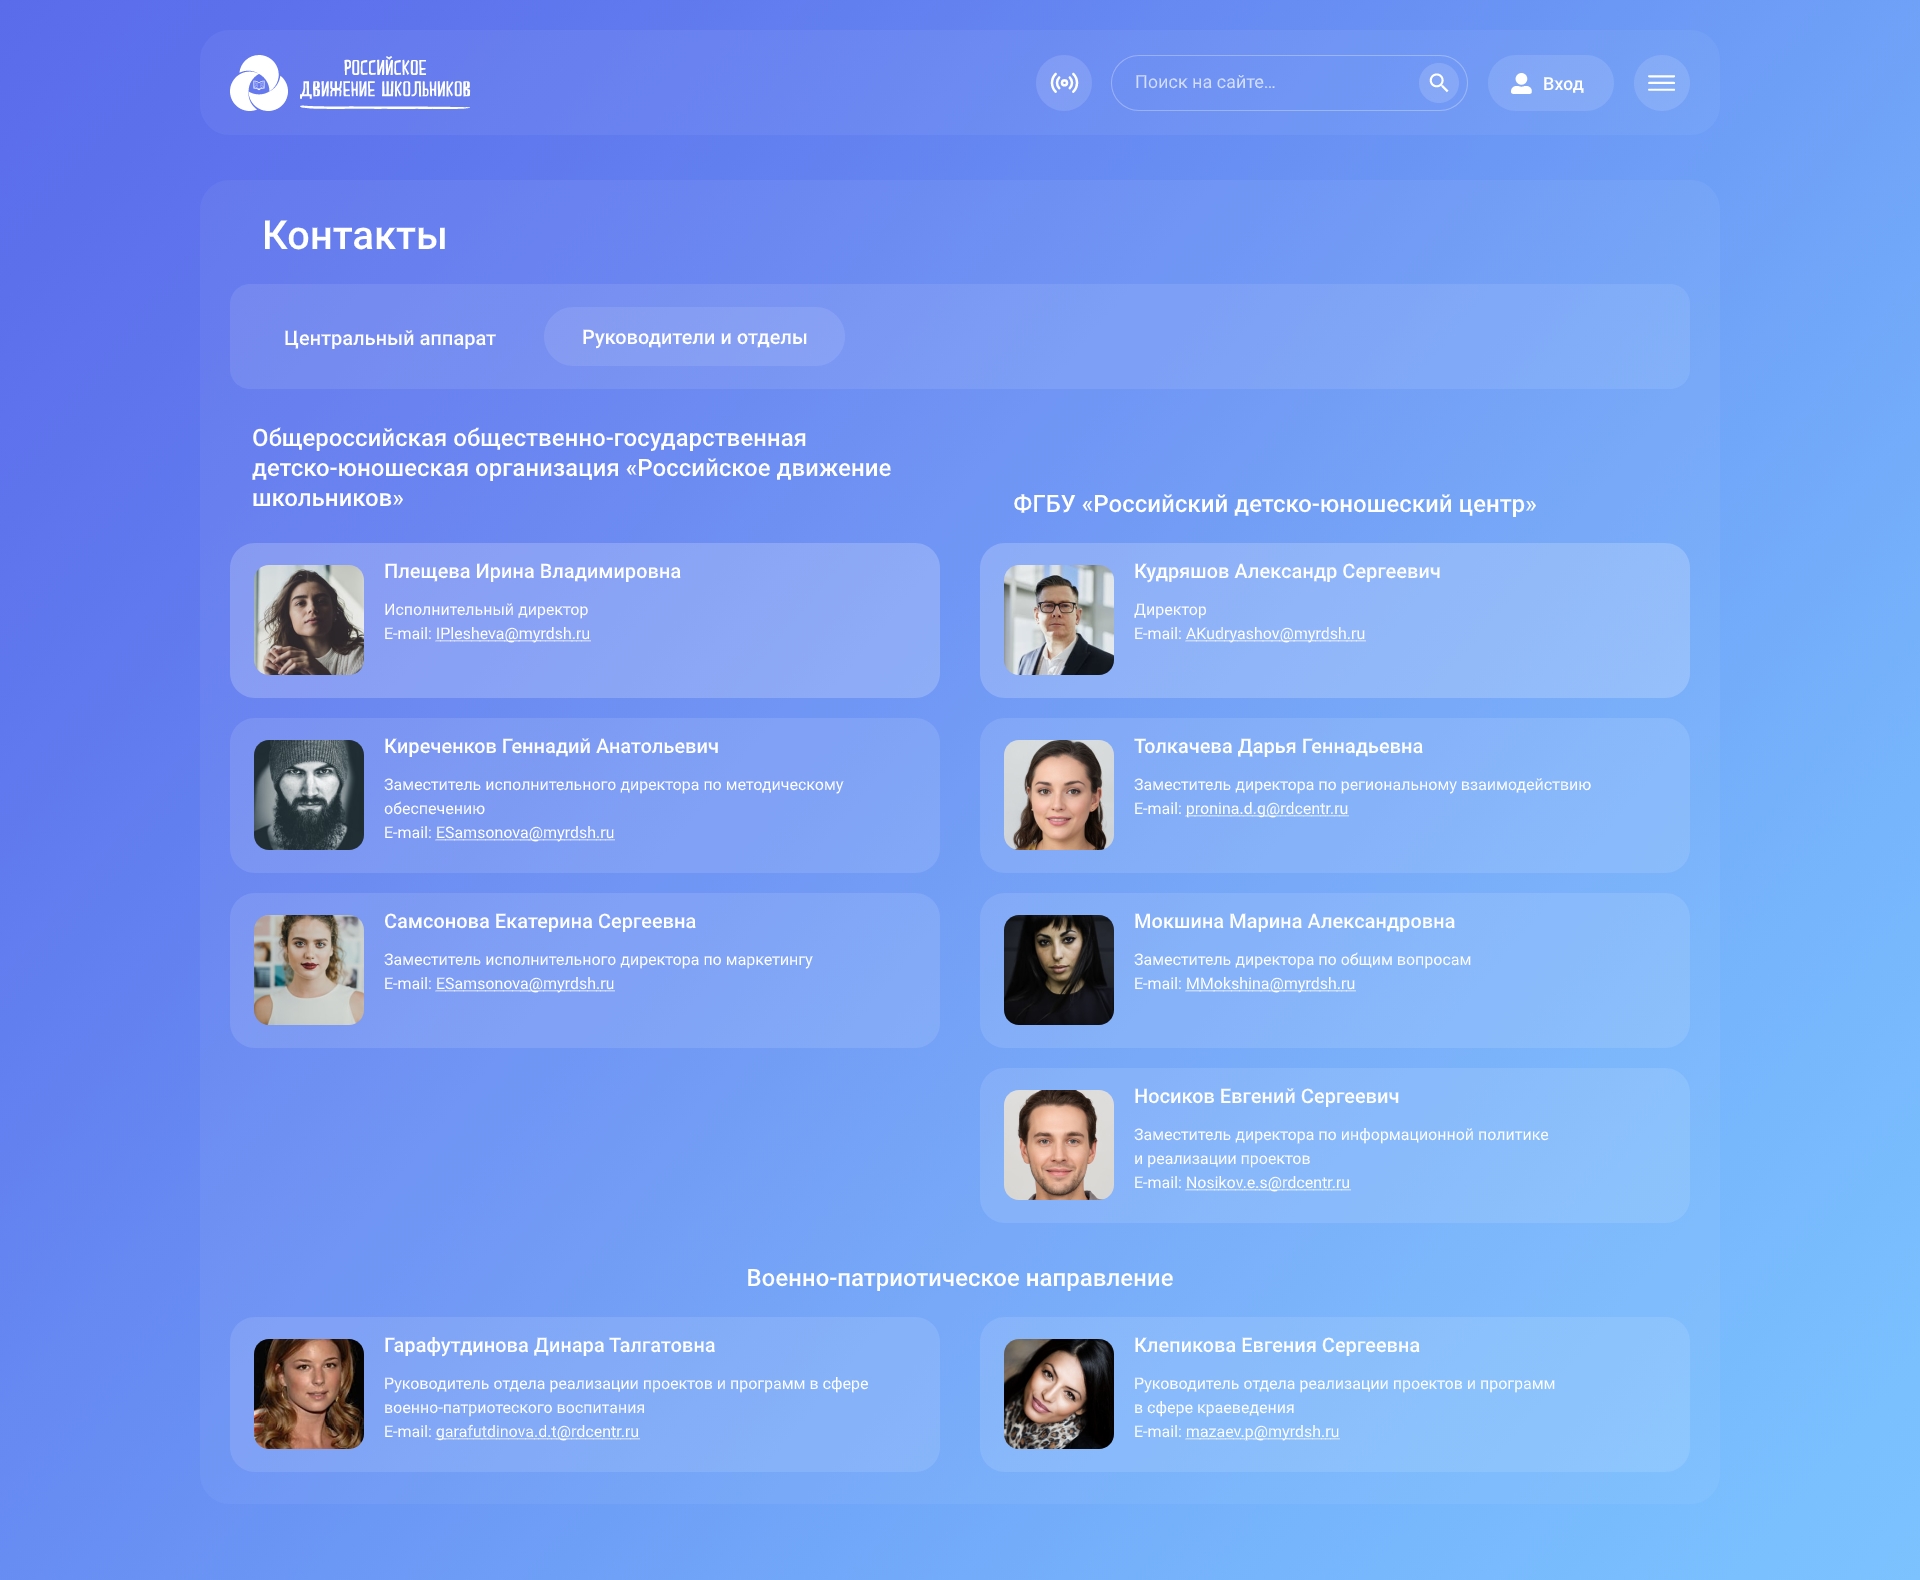 РОССИЙСКОЕ
ДВИЖЕНИЕ ШКОЛЬНИКОВ
Поиск на сайте...
Вход
Контакты
Центральный аппарат
Руководители и отделы
Общероссийская общественно-государственная
детско-юношеская организация «Российское движение
школьников»
Плещева Ирина Владимировна
Исполнительный директор
E-mail: IPlesheva@myrdsh.ru
Киреченков Геннадий Анатольевич
Заместитель исполнительного директора по методическому
обеспечению
E-mail: ESamsonova@myrdsh.ru
Самсонова Екатерина Сергеевна
Заместитель исполнительного директора по маркетингу
E-mail: ESamsonova@myrdsh.ru
ФГБУ «Российский детско-юношеский центр»
Кудряшов Александр Сергеевич
Директор
E-mail: AKudryashov@myrdsh.ru
Толкачева Дарья Геннадьевна
Заместитель директора по региональному взаимодействию
E-mail: pronina.d.g@rdcentr.ru
Мокшина Марина Александровна
Заместитель директора по общим вопросам
E-mail: MMokshina@myrdsh.ru
Носиков Евгений Сергеевич
Заместитель директора по информационной политике
и реализации проектов
E-mail: Nosikov.e.s@rdcentr.ru
Военно-патриотическое направление
Гарафутдинова Динара Талгатовна
Руководитель отдела реализации проектов и программ в сфере
военно-патриотеского воспитания
E-mail: garafutdinova.d.t@rdcentr.ru
Клепикова Евгения Сергеевна
Руководитель отдела реализации проектов и программ
в сфере краеведения
E-mail: mazaev.p@myrdsh.ru